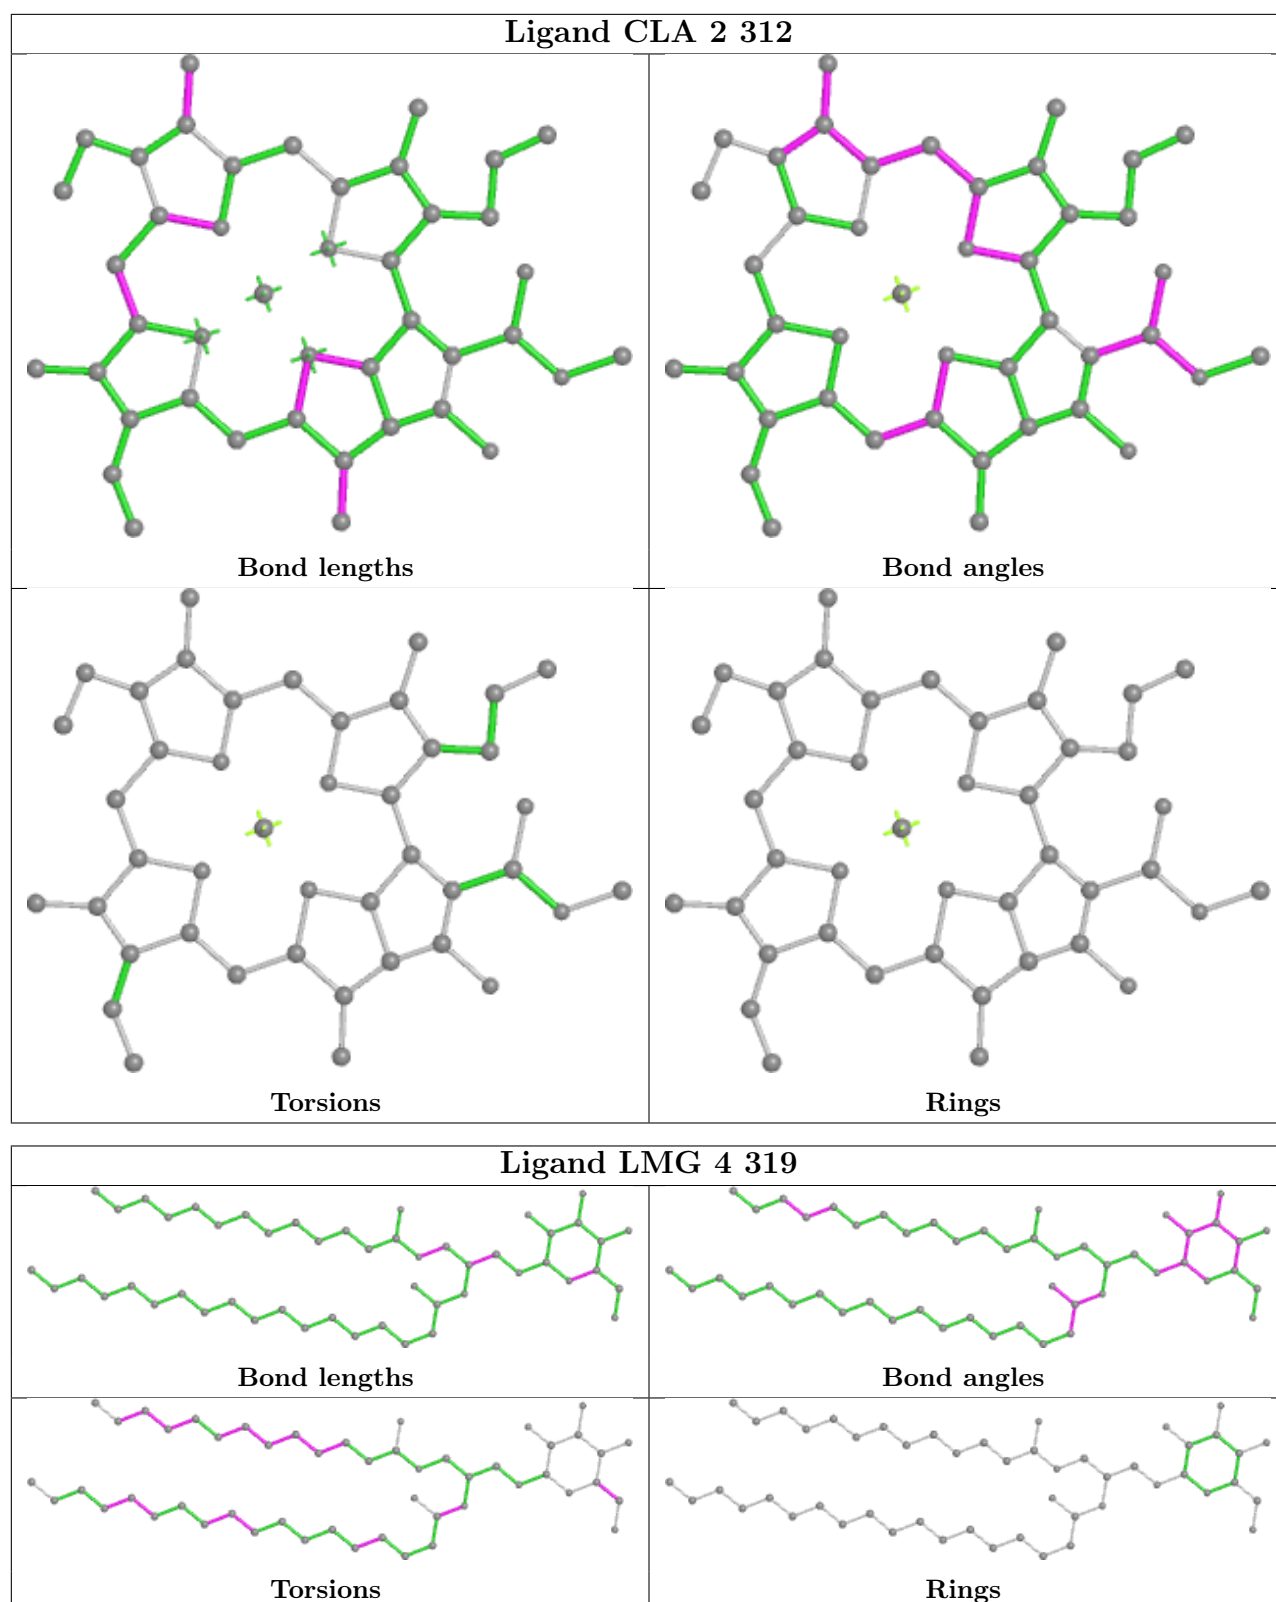 Ligand CLA 2 312
Bond lengths
Bond angles
Torsions
Rings
Ligand LMG 4 319
Bond lengths
Bond angles
Torsions
Rings